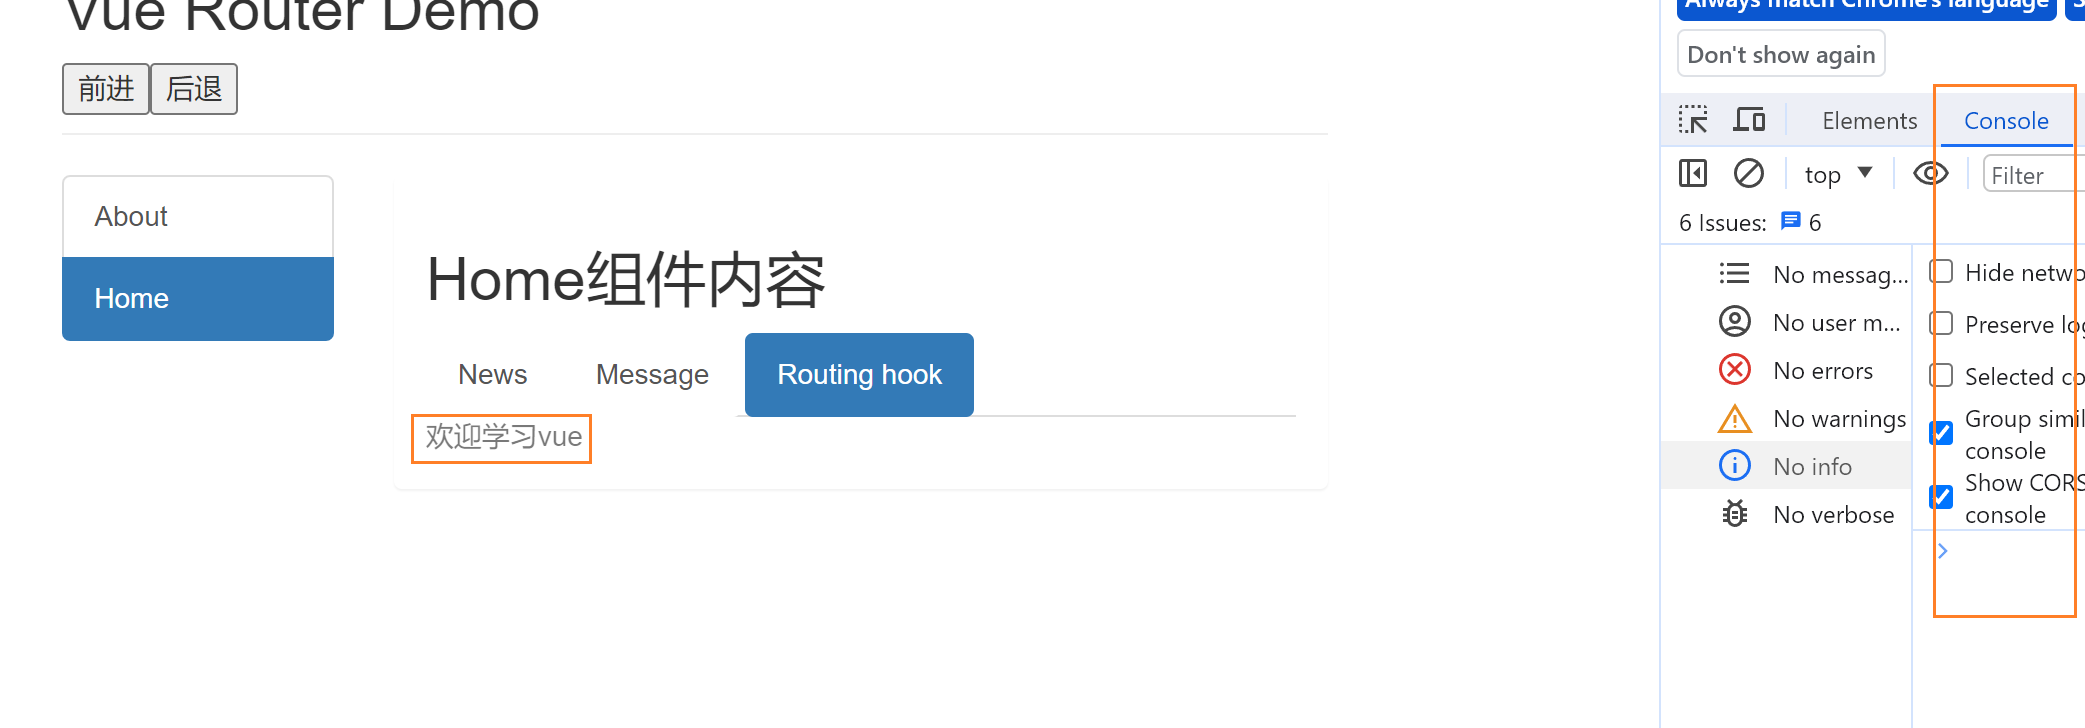 Vue Router Demo
前进 后退
About
Home
Home组件内容
News Message Routing hook
欢迎学习vue
Always match Chrome's language
Don't show again
Elements Console
top Filter
6 Issues: 6
No messag...
No user m...
No errors
No warnings
No info
No verbose
Hide netwo
Preserve log
Selected co
Group simil
console
Show CORS
console